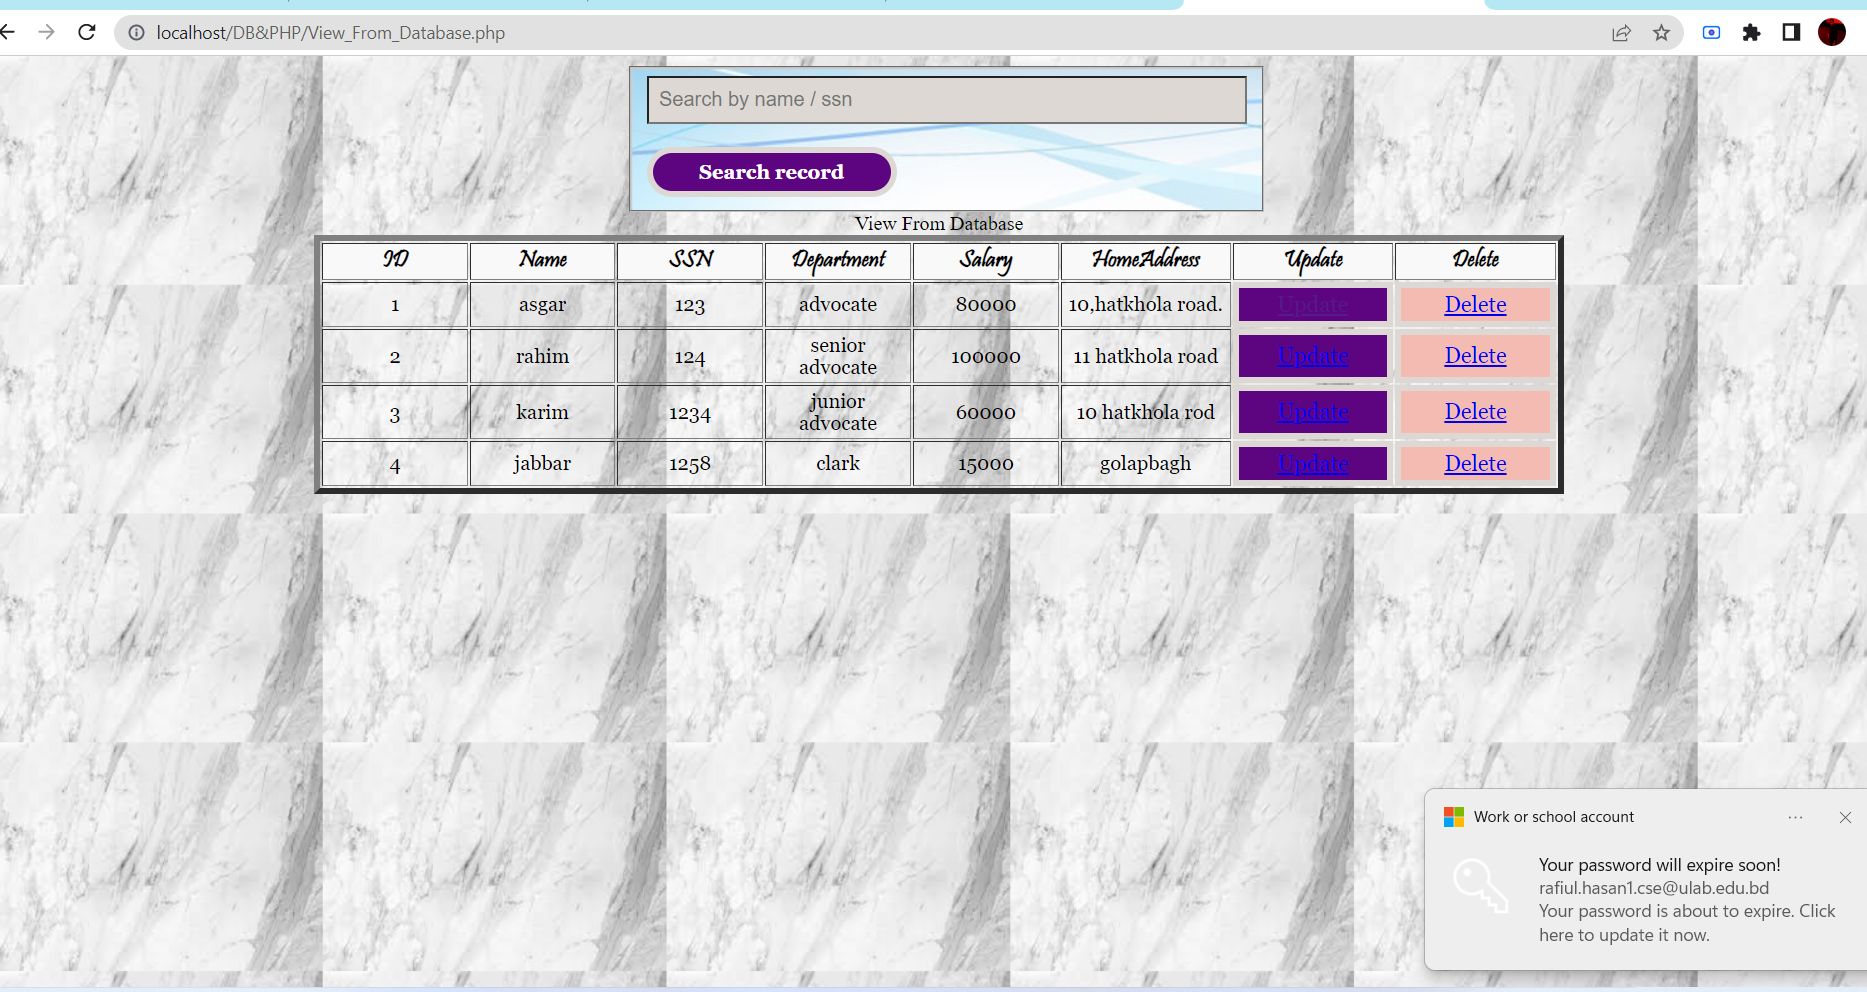 localhost/DB&PHP/View_From_Database.php
Search by name / ssn
Search record
View From Database
ID Name SSN Department Salary HomeAddress Update Delete
1 asgar 123 advocate 80000 10,hatkhola road. Update Delete
2 rahim 124 senior advocate 100000 11 hatkhola road Update Delete
3 karim 1234 junior advocate 60000 10 hatkhola rod Update Delete
4 jabbar 1258 clark 15000 golapbagh Update Delete
Work or school account
Your password will expire soon!
rafiul.hasan1.cse@ulab.edu.bd
Your password is about to expire. Click
here to update it now.